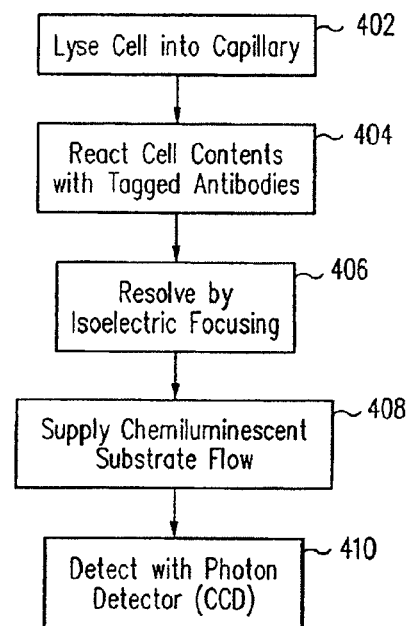 402
Lyse Cell into Capillary
404
React Cell Contents
with Tagged Antibodies
406
Resolve by
Isoelectric Focusing
408
Supply Chemiluminescent
Substrate Flow
410
Detect with Photon
Detector (CCD)